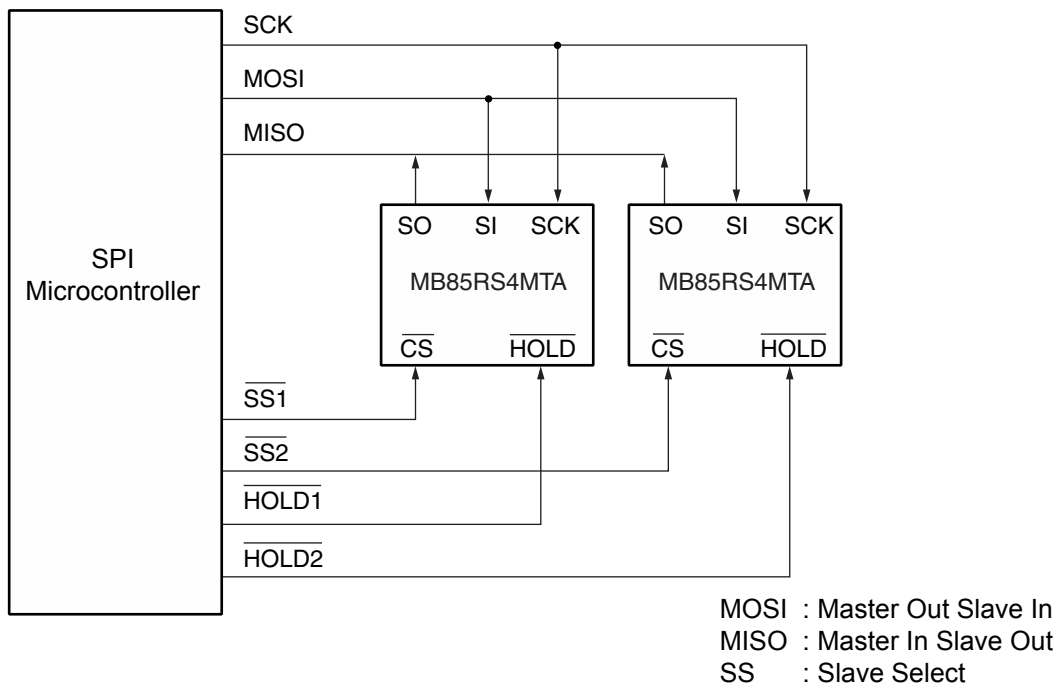 SCK
MOSI
MISO
SPI
Microcontroller
SO SI SCK
MB85RS4MTA
CS HOLD
SO SI SCK
MB85RS4MTA
CS HOLD
SS1
SS2
HOLD1
HOLD2
MOSI : Master Out Slave In
MISO : Master In Slave Out
SS : Slave Select